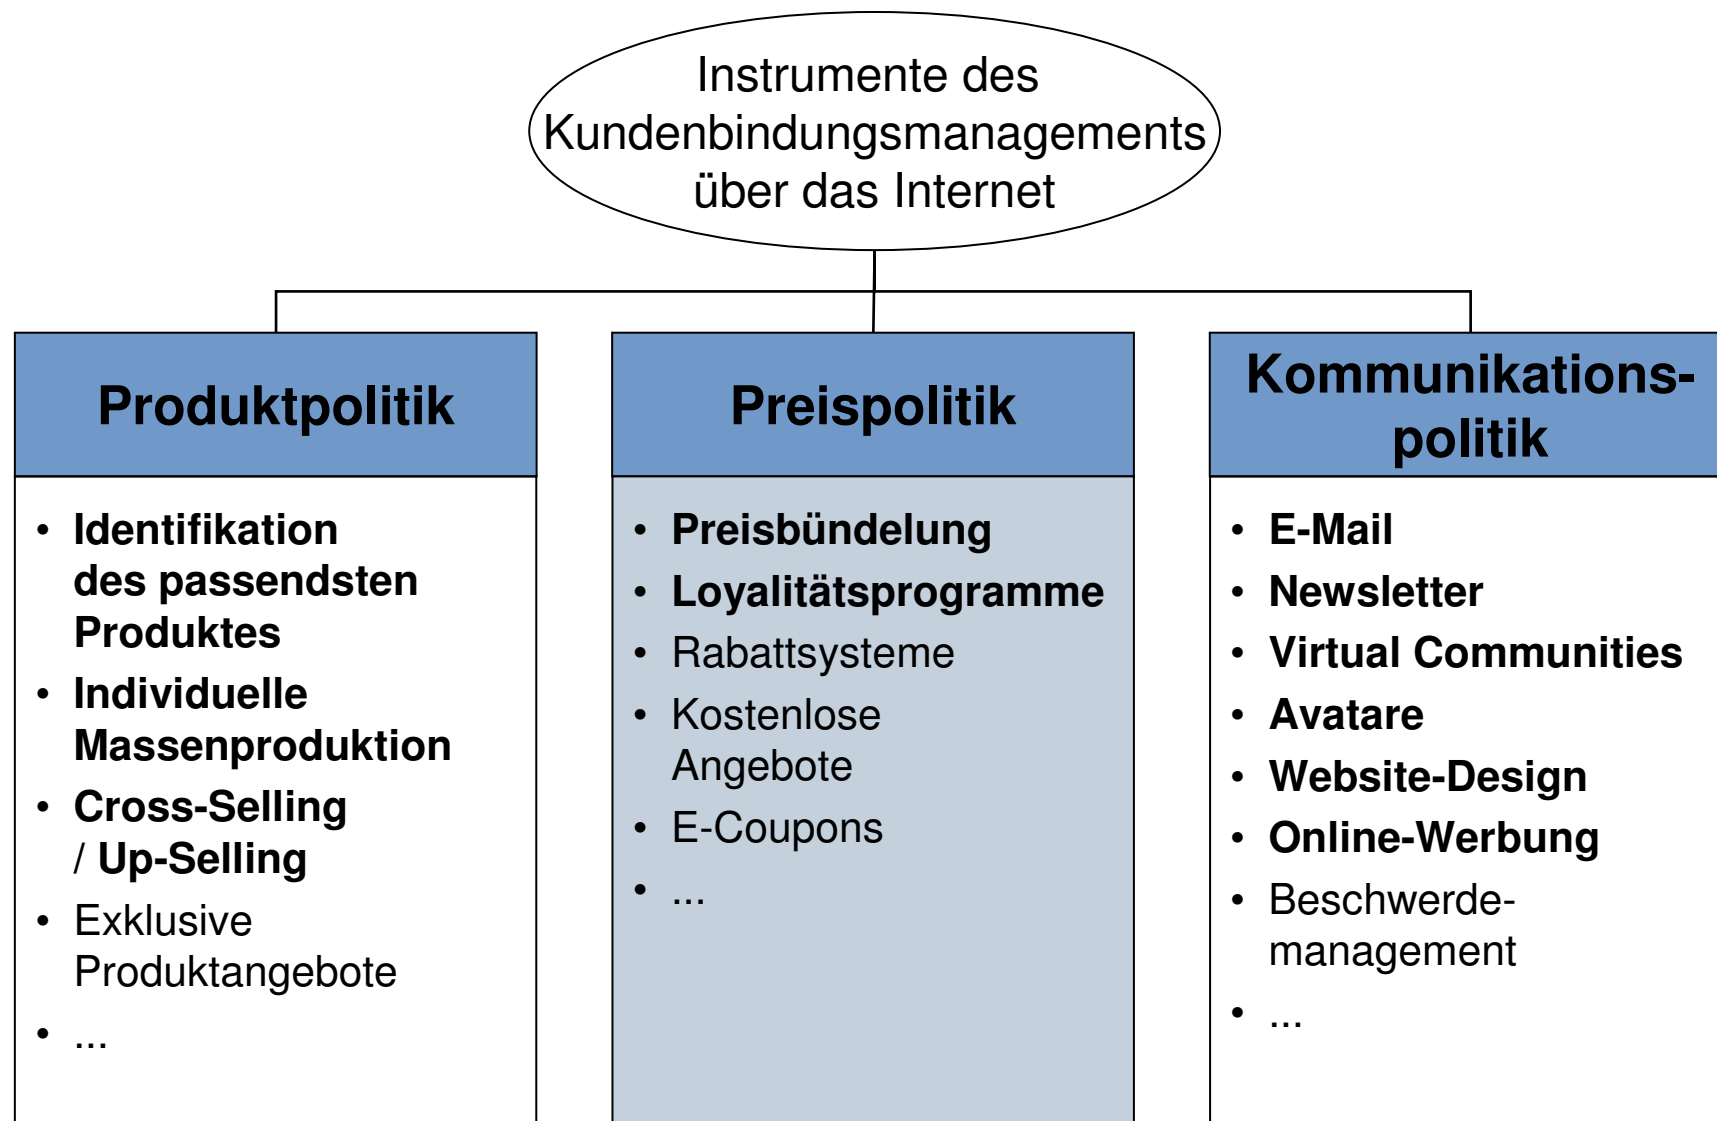 Instrumente des
Kundenbindungsmanagements
über das Internet
Produktpolitik
• Identifikation
des passendsten
Produktes
• Individuelle
Massenproduktion
• Cross-Selling
/ Up-Selling
• Exklusive
Produktangebote
• ...
Preispolitik
• Preisbündelung
• Loyalitätsprogramme
• Rabattsysteme
• Kostenlose
Angebote
• E-Coupons
• ...
Kommunikations-
politik
• E-Mail
• Newsletter
• Virtual Communities
• Avatare
• Website-Design
• Online-Werbung
• Beschwerde-
management
• ...